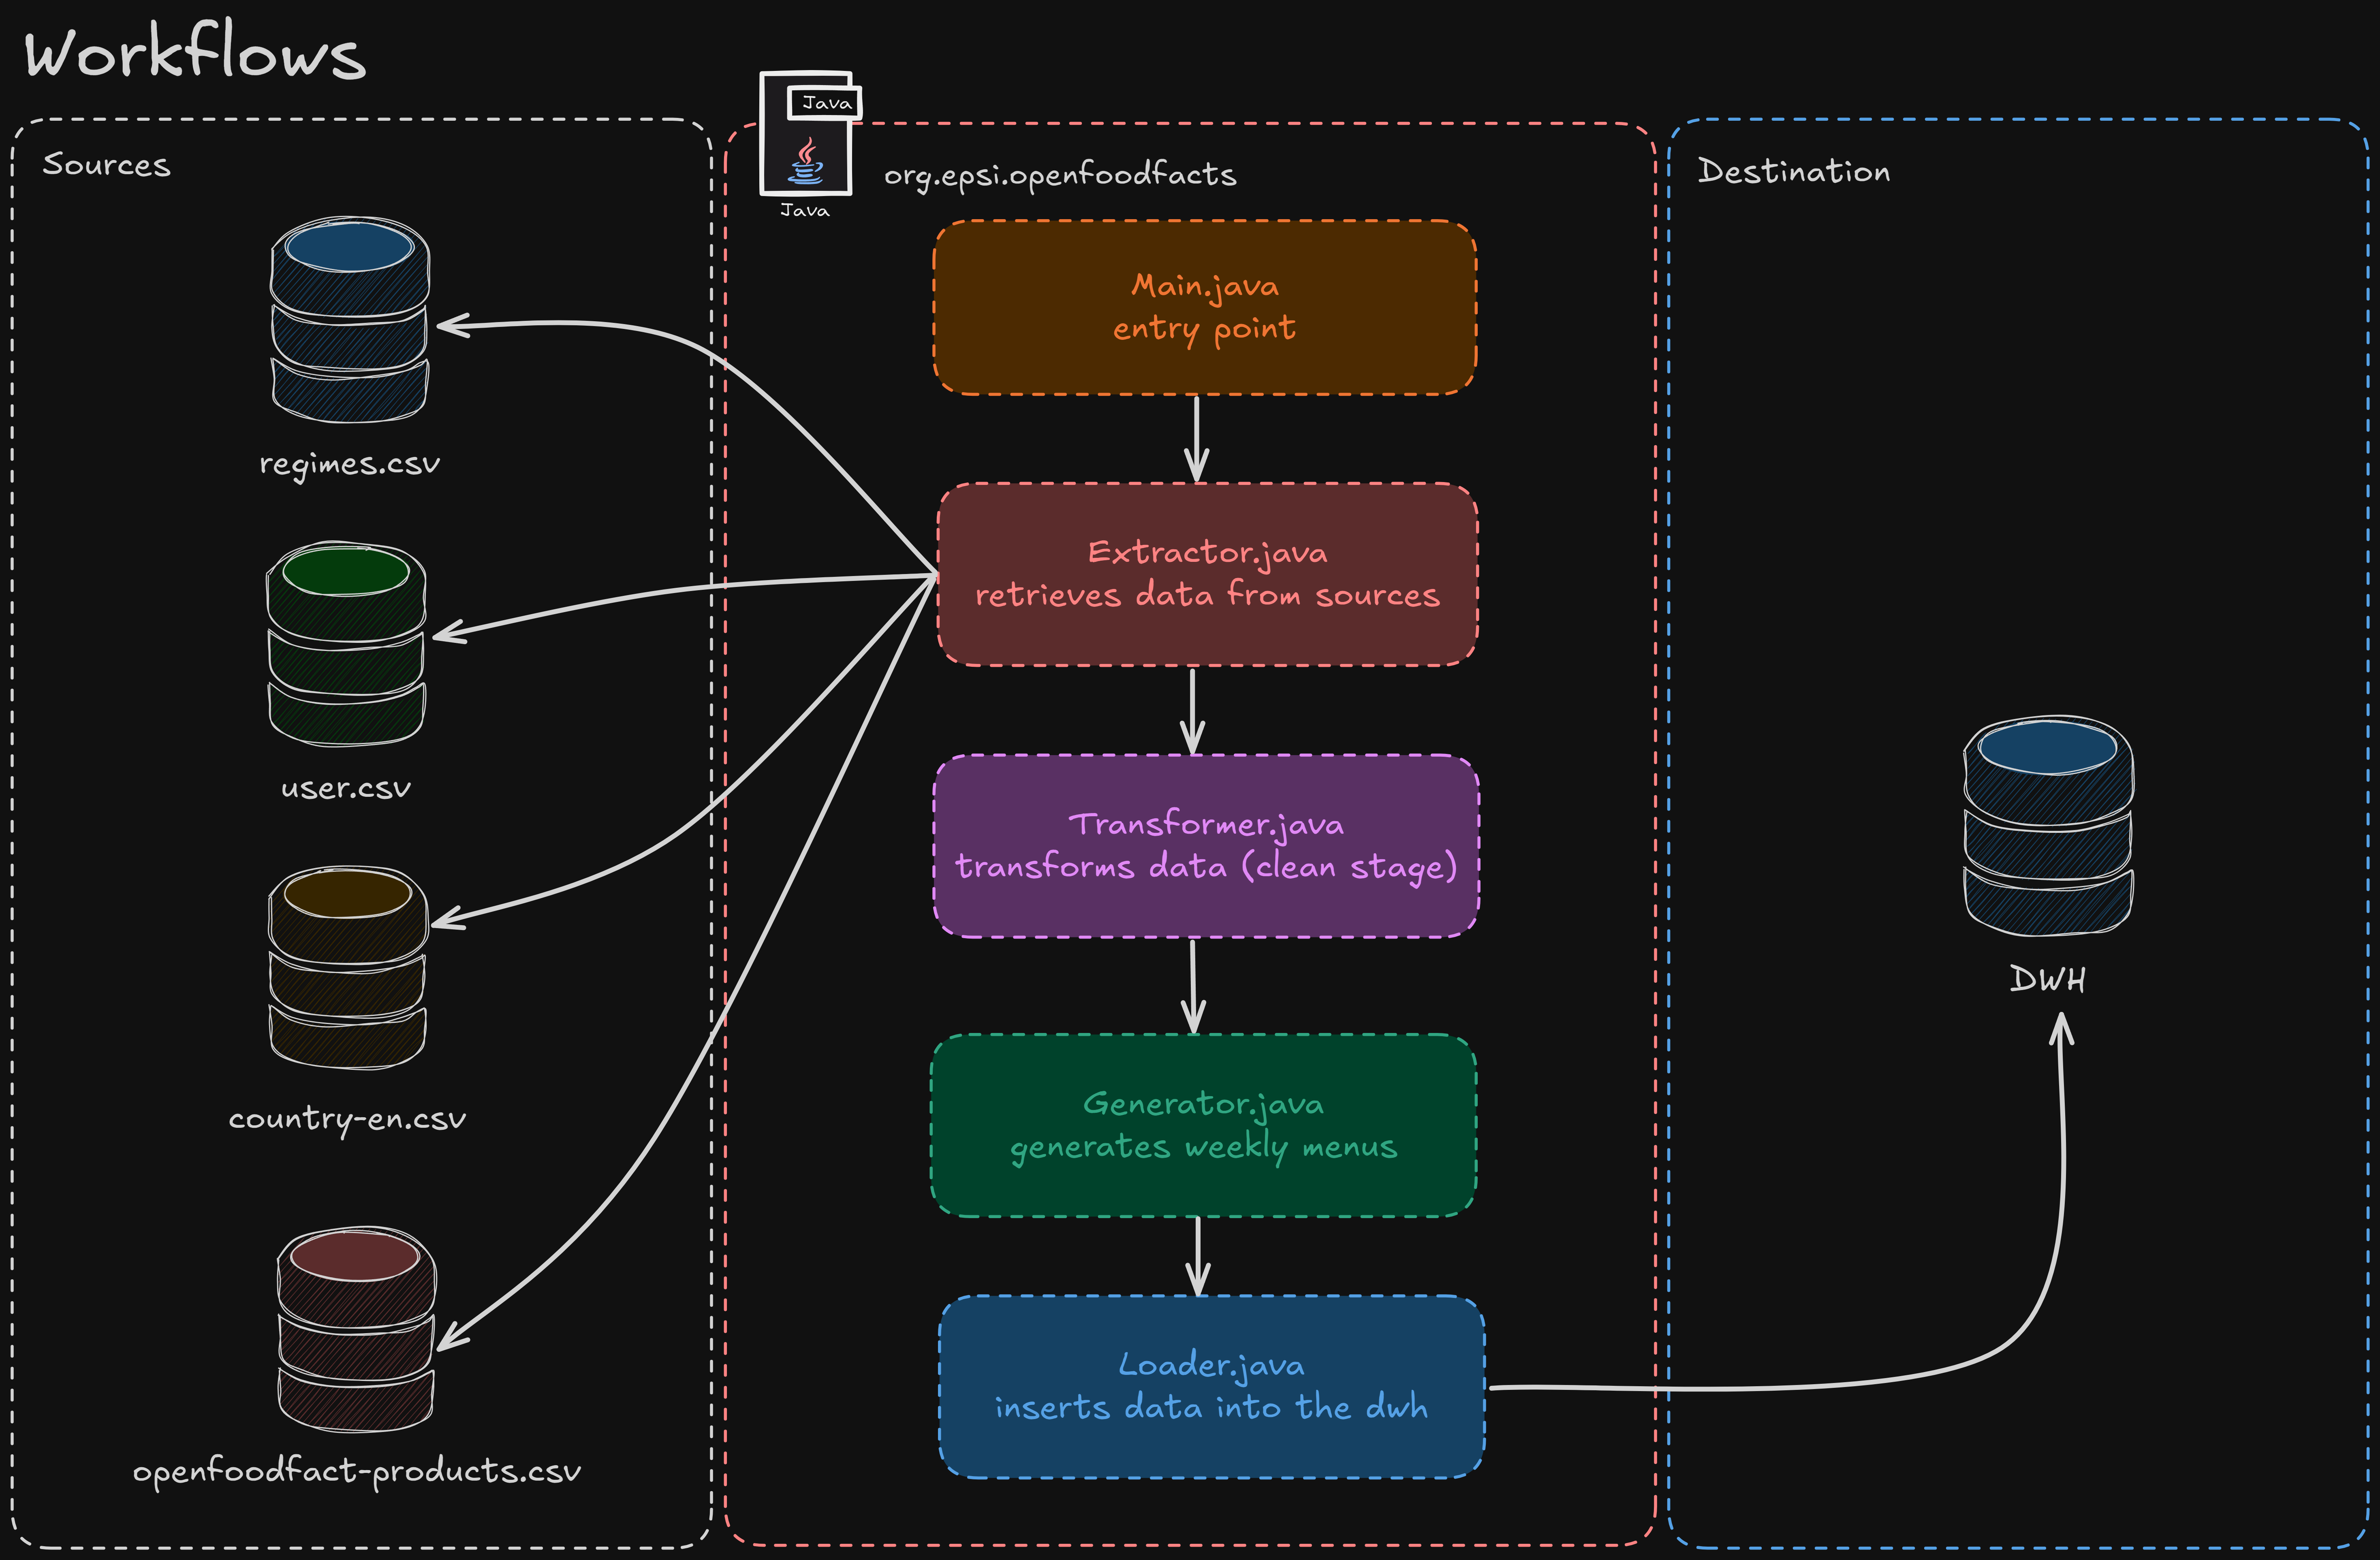 Workflows
Sources
regimes.csv
user.csv
country-en.csv
openfoodfact-products.csv
Java
Java
org.epsi.openfoodfacts
Main.java
entry point
Extractor.java
retrieves data from sources
Transformer.java
transforms data (clean stage)
Generator.java
generates weekly menus
Loader.java
inserts data into the dwh
Destination
DWH